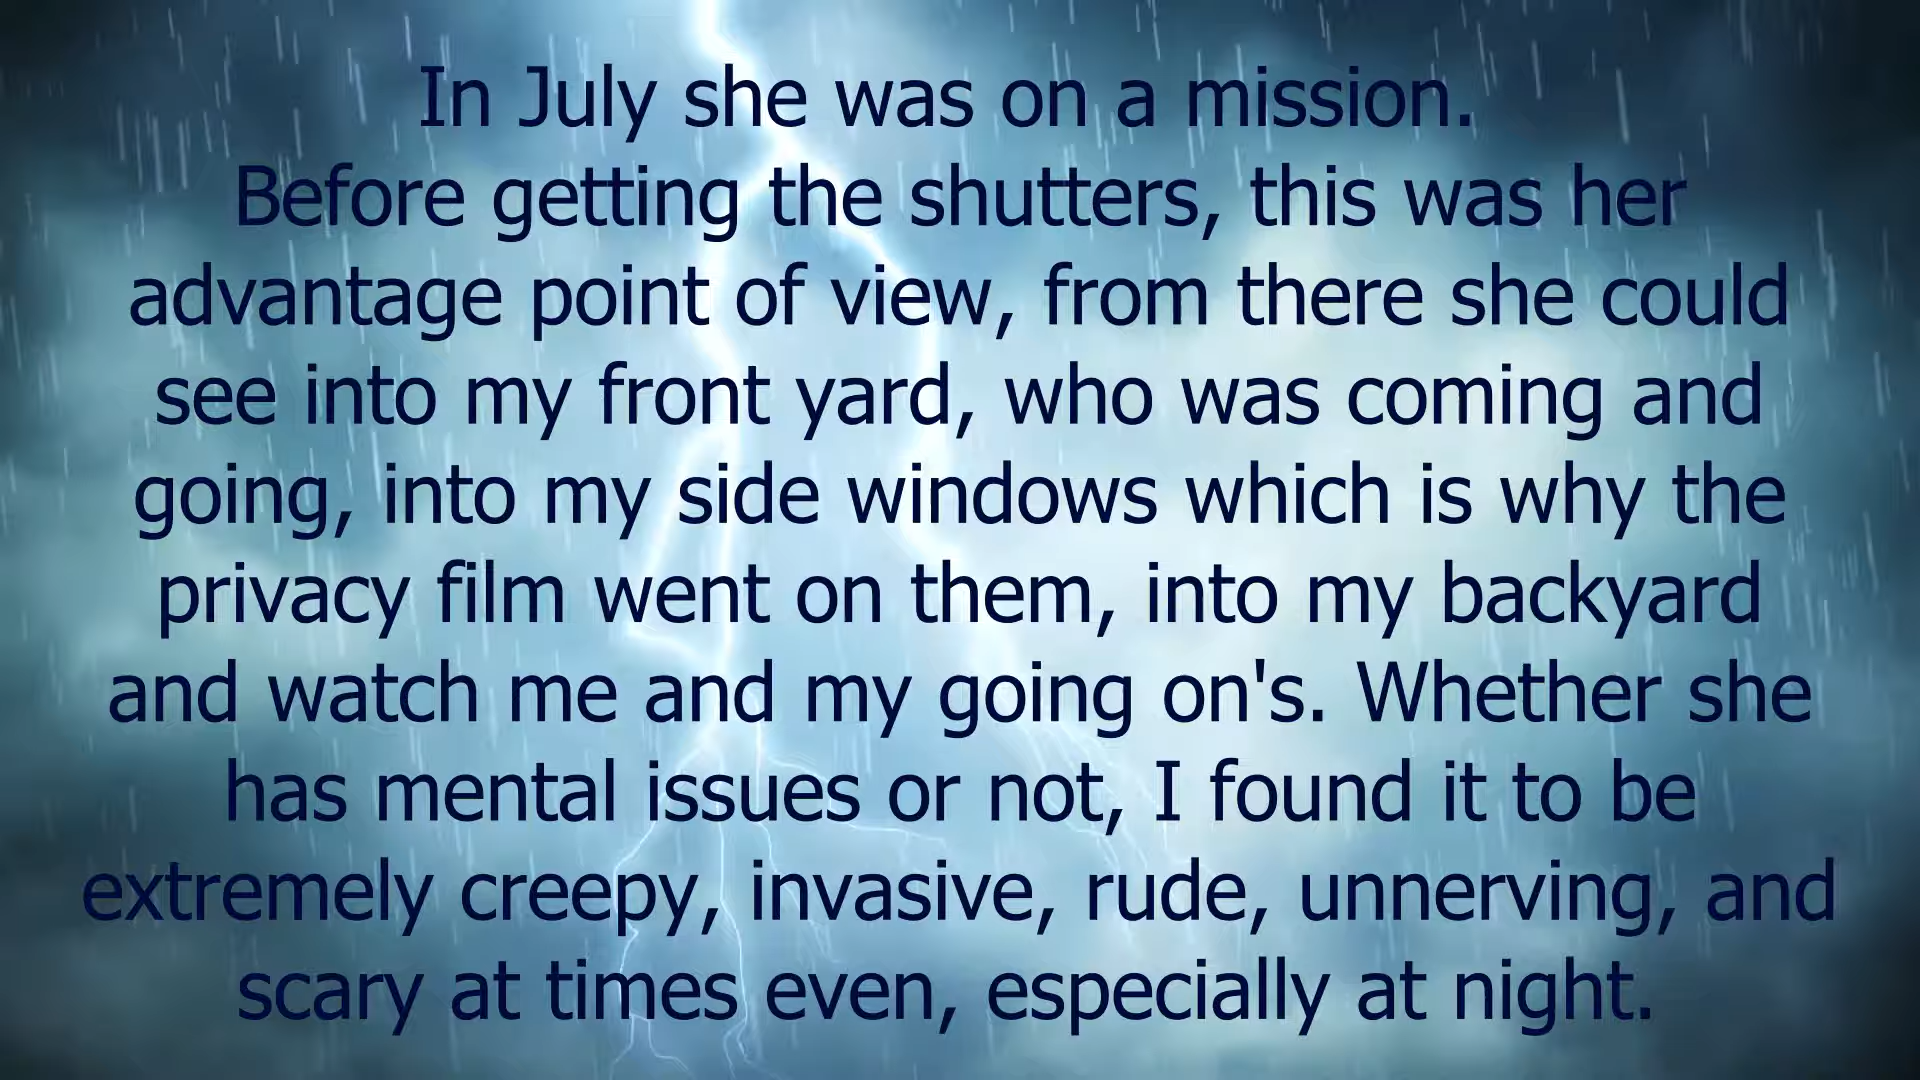 In July she was on a mission.
Before getting the shutters, this was her
advantage point of view, from there she could
see into my front yard, who was coming and
going, into my side windows which is why the
privacy film went on them, into my backyard
and watch me and my going on's. Whether she
has mental issues or not, I found it to be
extremely creepy, invasive, rude, unnerving, and
scary at times even, especially at night.